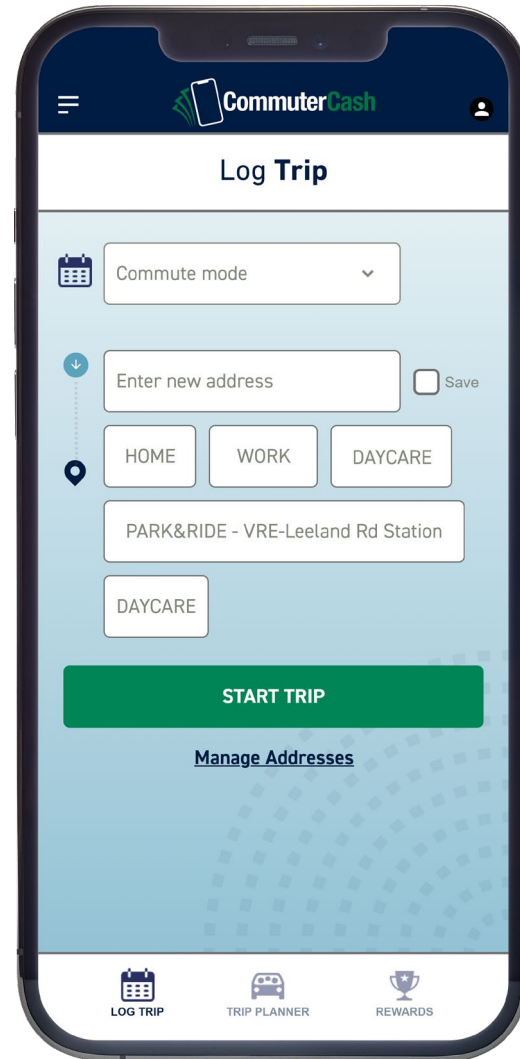 CommuterCash
Log Trip
Commute mode
Enter new address
Save
HOME WORK DAYCARE
PARK&RIDE - VRE-Leeland Rd Station
DAYCARE
START TRIP
Manage Addresses
LOG TRIP TRIP PLANNER REWARDS